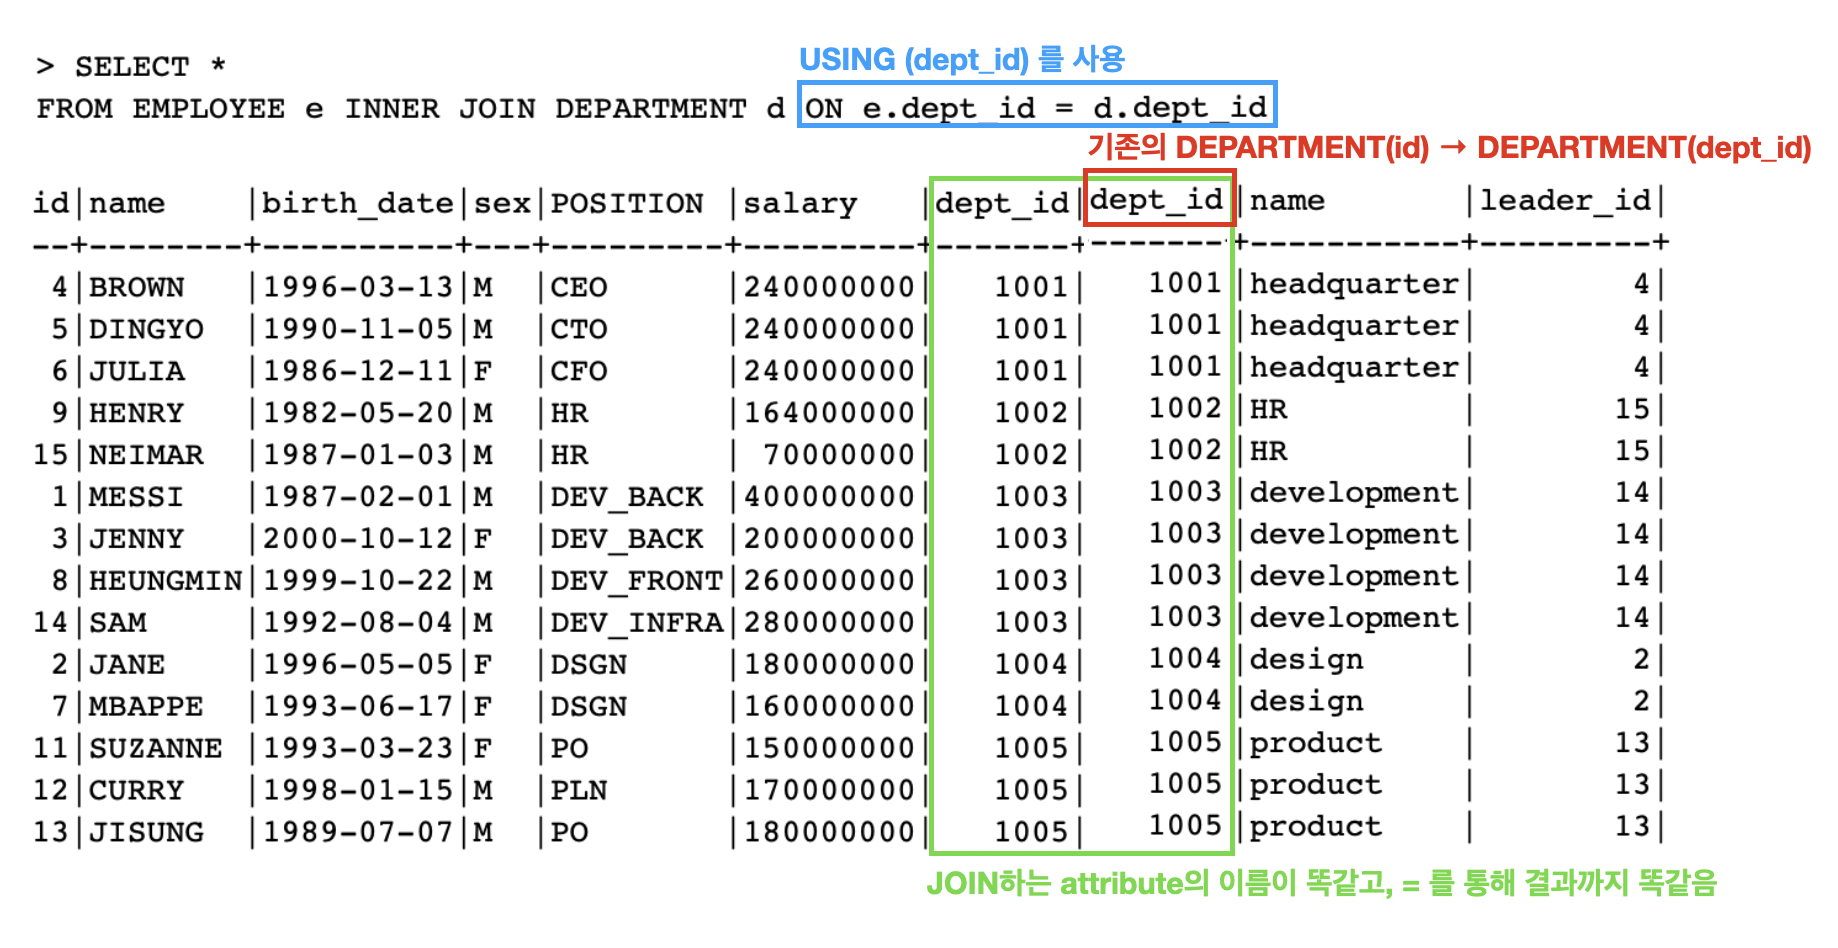 USING (dept_id) 를 사용
> SELECT *
FROM EMPLOYEE e INNER JOIN DEPARTMENT d ON e.dept_id = d.dept_id
기존의 DEPARTMENT(id) → DEPARTMENT(dept_id)
id|name |birth_date|sex|POSITION |salary |dept_id|dept_id|name |leader_id|
--+--------+----------+---+---------+---------+-------+-------+-----------+---------+
4|BROWN |1996-03-13|M |CEO |240000000| 1001| 1001|headquarter| 4|
5|DINGYO |1990-11-05|M |CTO |240000000| 1001| 1001|headquarter| 4|
6|JULIA |1986-12-11|F |CFO |240000000| 1001| 1001|headquarter| 4|
9|HENRY |1982-05-20|M |HR |164000000| 1002| 1002|HR | 15|
15|NEIMAR |1987-01-03|M |HR | 70000000| 1002| 1002|HR | 15|
1|MESSI |1987-02-01|M |DEV_BACK |400000000| 1003| 1003|development| 14|
3|JENNY |2000-10-12|F |DEV_BACK |200000000| 1003| 1003|development| 14|
8|HEUNGMIN|1999-10-22|M |DEV_FRONT|260000000| 1003| 1003|development| 14|
14|SAM |1992-08-04|M |DEV_INFRA|280000000| 1003| 1003|development| 14|
2|JANE |1996-05-05|F |DSGN |180000000| 1004| 1004|design | 2|
7|MBAPPE |1993-06-17|F |DSGN |160000000| 1004| 1004|design | 2|
11|SUZANNE |1993-03-23|F |PO |150000000| 1005| 1005|product | 13|
12|CURRY |1998-01-15|M |PLN |170000000| 1005| 1005|product | 13|
13|JISUNG |1989-07-07|M |PO |180000000| 1005| 1005|product | 13|
JOIN하는 attribute의 이름이 똑같고, = 를 통해 결과까지 똑같음